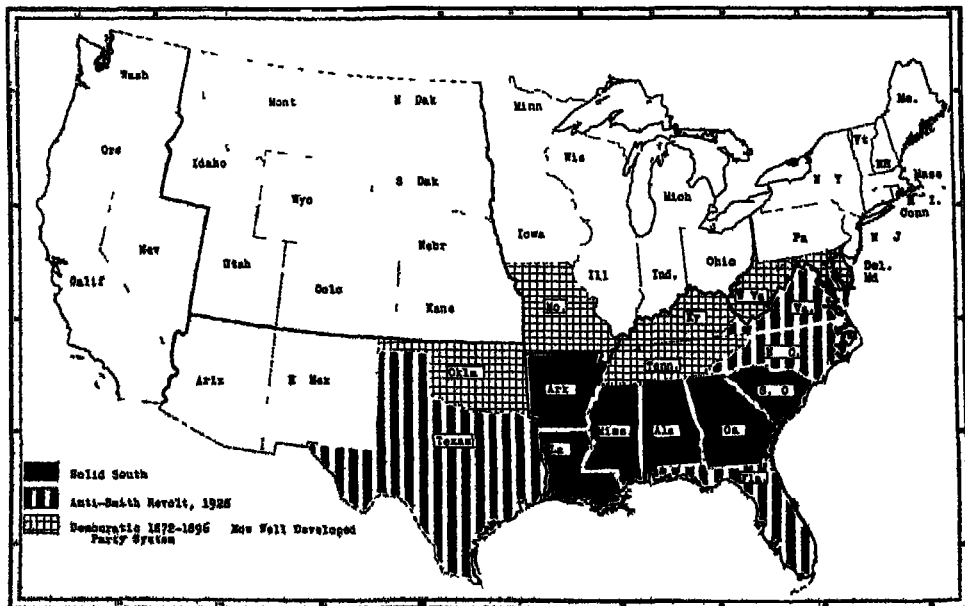 Wash
Mont
N Dak
Minn
Me.
Ore
Idaho
Wis
Vt
NH
S Dak
Mass
Wyo
Mich
N Y
Conn
Iowa
Nev
Nebr
Pa
N J
Utah
Ill
Ind.
Ohio
Del.
Calif
Colo
Md
Kans
Mo.
W Va
Va.
Ky
N C.
Tenn.
Ariz
N Mex
Okla
Ark
S. C
Texas
La
Miss
Ala
Ga
Fla
Solid South
Anti-Smith Revolt, 1928
Democratic 1872-1896 Now Well Developed
Party System